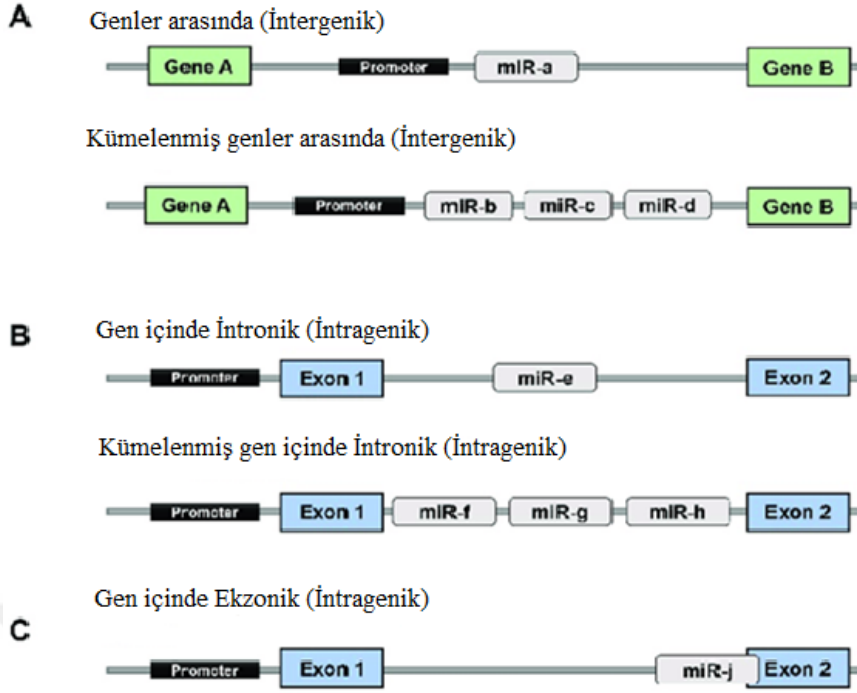 A
Genler arasında (İntergenik)
Gene A Promoter miR-a Gene B
Kümelenmiş genler arasında (İntergenik)
Gene A Promoter miR-b miR-c miR-d Gene B
B
Gen içinde İntronik (İntragenik)
Promoter Exon 1 miR-e Exon 2
Kümelenmiş gen içinde İntronik (İntragenik)
Promoter Exon 1 miR-f miR-g miR-h Exon 2
Gen içinde Ekzonik (İntragenik)
C
Promoter Exon 1 miR-j Exon 2